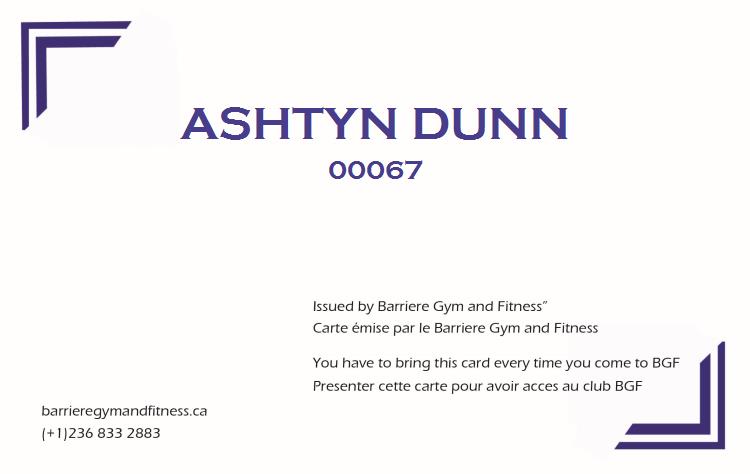 ASHTYN DUNN
00067
Issued by Barriere Gym and Fitness”
Carte émise par le Barriere Gym and Fitness
You have to bring this card every time you come to BGF
Presenter cette carte pour avoir acces au club BGF
barrieregymandfitness.ca
(+1)236 833 2883